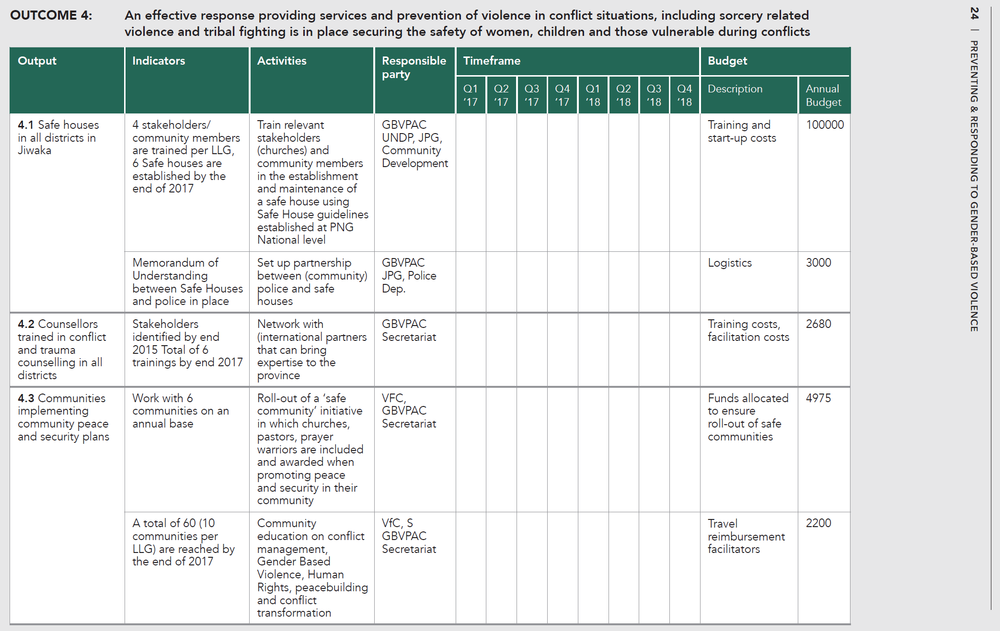 OUTCOME 4:
An effective response providing services and prevention of violence in conflict situations, including sorcery related
violence and tribal fighting is in place securing the safety of women, children and those vulnerable during conflicts
Output
Indicators
Activities
Responsible
party
Timeframe
Budget
Q1
'17
Q2
'17
Q3
'17
Q4
'17
Q1
'18
Q2
'18
Q3
'18
Q4
'18
Description
Annual
Budget
4.1 Safe houses
in all districts in
Jiwaka
4 stakeholders/
community members
are trained per LLG,
6 Safe houses are
established by the
end of 2017
Train relevant
stakeholders
(churches) and
community members
in the establishment
and maintenance of
a safe house using
Safe House guidelines
established at PNG
National level
GBVPAC
UNDP, JPG,
Community
Development
Training and
start-up costs
100000
Memorandum of
Understanding
between Safe Houses
and police in place
Set up partnership
between (community)
police and safe
houses
GBVPAC
JPG, Police
Dep.
Logistics
3000
4.2 Counsellors
trained in conflict
and trauma
counselling in all
districts
Stakeholders
identified by end
2015 Total of 6
trainings by end 2017
Network with
(international partners
that can bring
expertise to the
province
GBVPAC
Secretariat
Training costs,
facilitation costs
2680
4.3 Communities
implementing
community peace
and security plans
Work with 6
communities on an
annual base
Roll-out of a ‘safe
community’ initiative
in which churches,
pastors, prayer
warriors are included
and awarded when
promoting peace
and security in their
community
VFC,
GBVPAC
Secretariat
Funds allocated
to ensure
roll-out of safe
communities
4975
A total of 60 (10
communities per
LLG) are reached by
the end of 2017
Community
education on conflict
management,
Gender Based
Violence, Human
Rights, peacebuilding
and conflict
transformation
VfC, S
GBVPAC
Secretariat
Travel
reimbursement
facilitators
2200
24 | PREVENTING & RESPONDING TO GENDER-BASED VIOLENCE